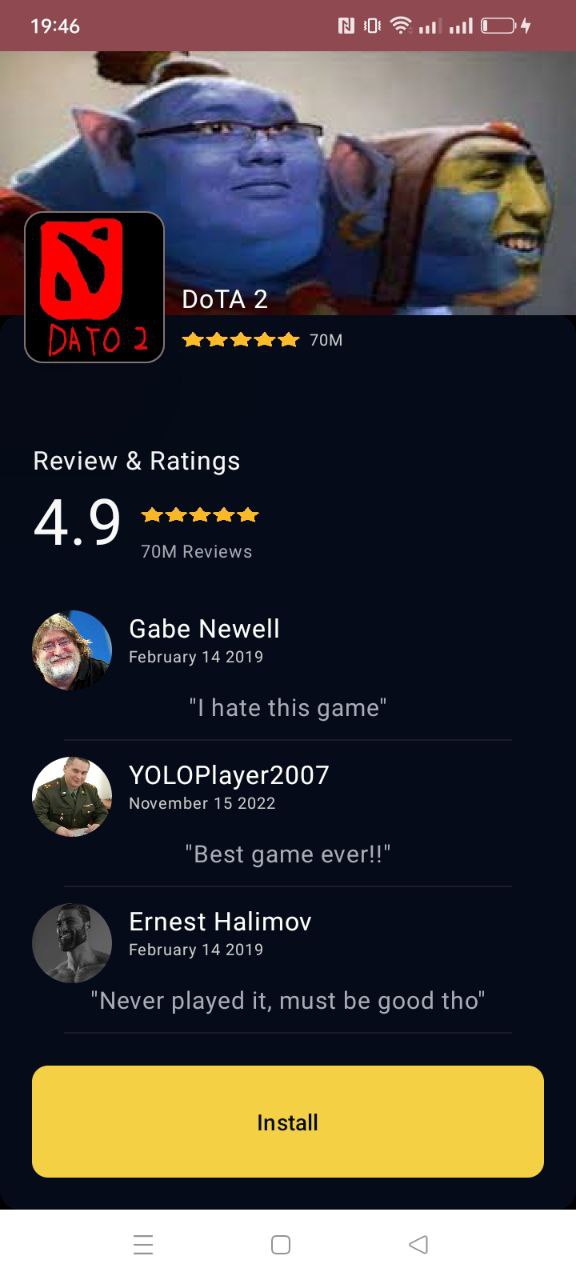 19:46
DoTA 2
DATO 2
70M
Review & Ratings
4.9
70M Reviews
Gabe Newell
February 14 2019
"I hate this game"
YOLOPlayer2007
November 15 2022
"Best game ever!!"
Ernest Halimov
February 14 2019
"Never played it, must be good tho"
Install